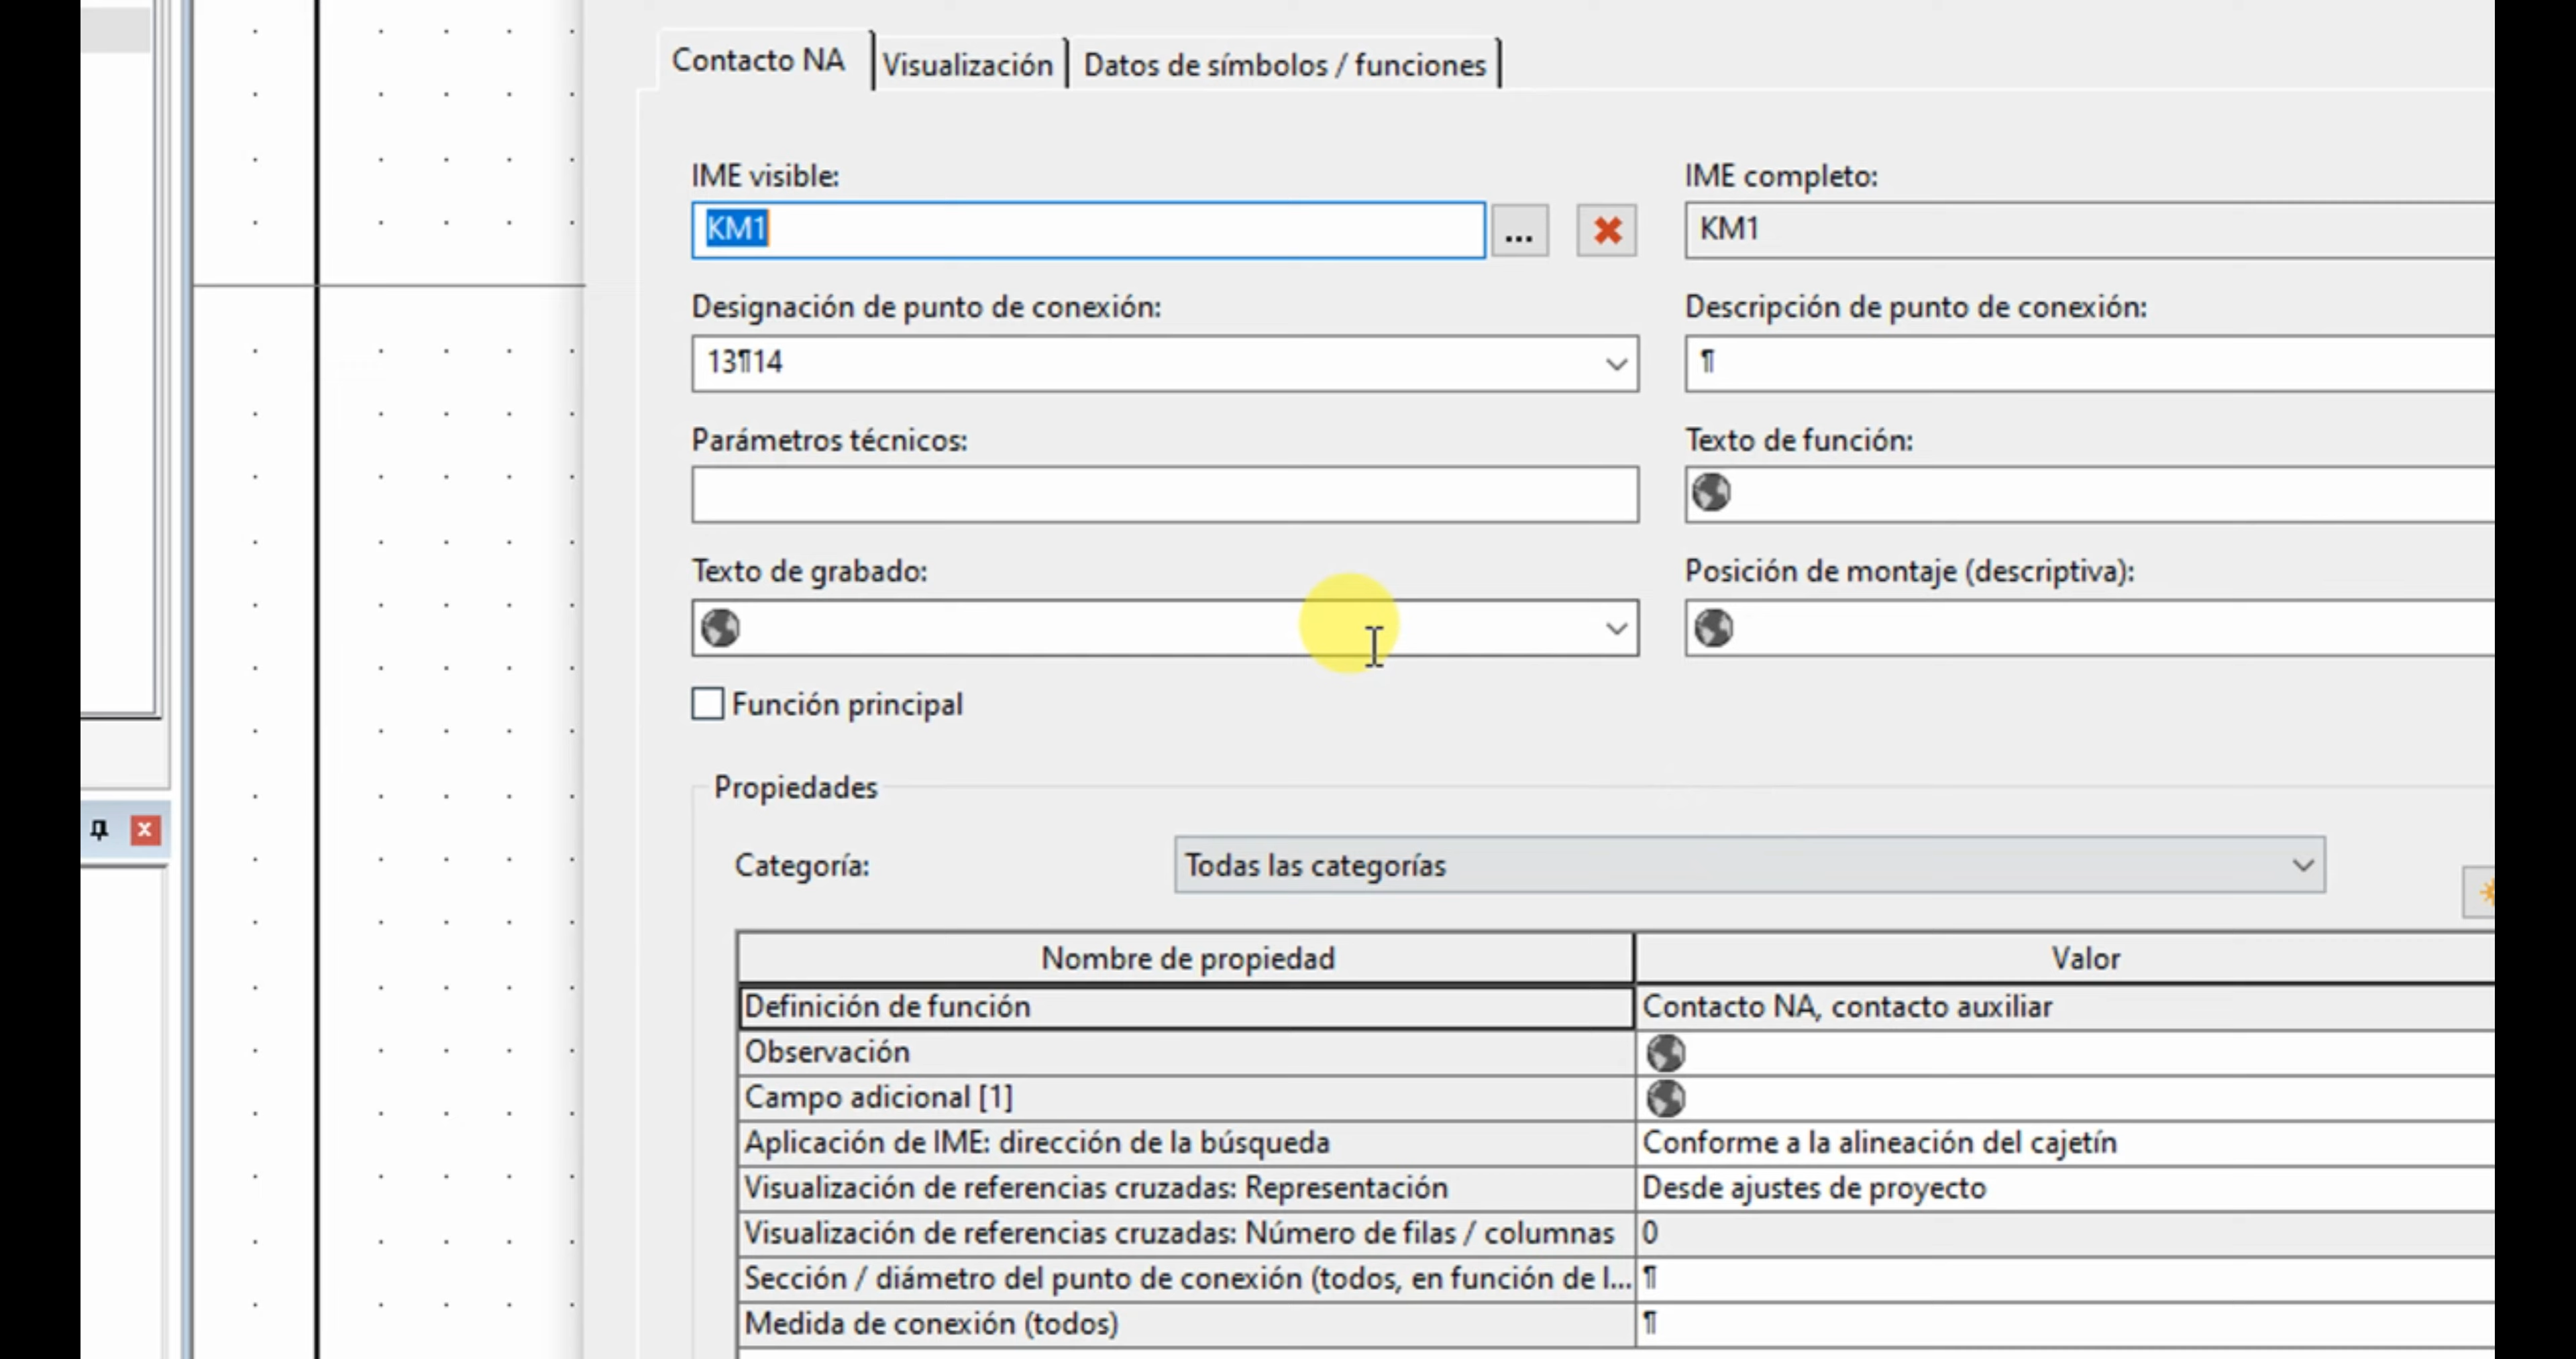 Contacto NA
Visualización
Datos de símbolos / funciones
IME visible:
IME completo:
KM1
...
KM1
Designación de punto de conexión:
Descripción de punto de conexión:
13¶14
¶
Parámetros técnicos:
Texto de función:
Texto de grabado:
Posición de montaje (descriptiva):
Función principal
Propiedades
Categoría:
Todas las categorías
Nombre de propiedad
Valor
Definición de función
Contacto NA, contacto auxiliar
Observación
Campo adicional [1]
Aplicación de IME: dirección de la búsqueda
Conforme a la alineación del cajetín
Visualización de referencias cruzadas: Representación
Desde ajustes de proyecto
Visualización de referencias cruzadas: Número de filas / columnas
0
Sección / diámetro del punto de conexión (todos, en función de l...
¶
Medida de conexión (todos)
¶